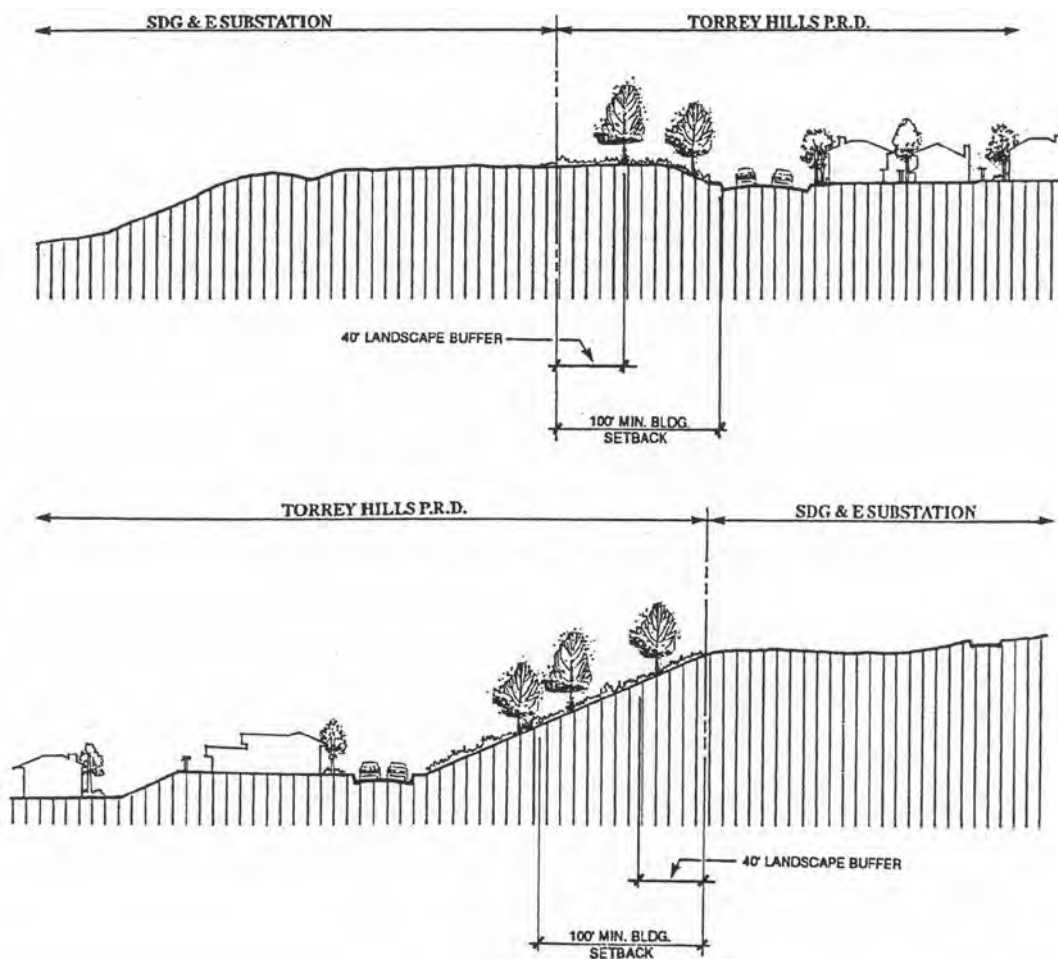 SDG & E SUBSTATION
TORREY HILLS P.R.D.
40' LANDSCAPE BUFFER
100' MIN. BLDG.
SETBACK
TORREY HILLS P.R.D.
SDG & E SUBSTATION
40' LANDSCAPE BUFFER
100' MIN. BLDG.
SETBACK